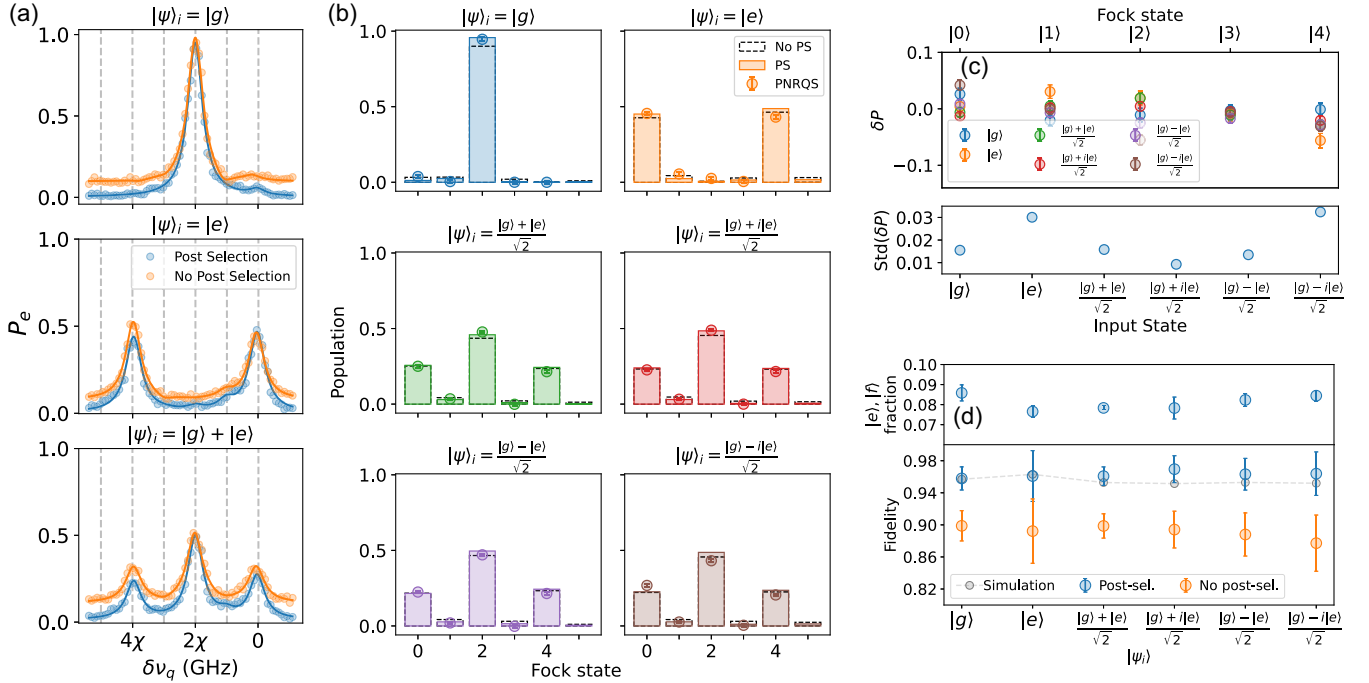 (a)
|ψ⟩ᵢ = |g⟩
1.0
0.5
0.0
|ψ⟩ᵢ = |e⟩
1.0
Post Selection
No Post Selection
0.5
0.0
|ψ⟩ᵢ = |g⟩ + |e⟩
1.0
0.5
0.0
Pₑ
4χ 2χ 0
δν_q (GHz)
(b)
|ψ⟩ᵢ = |g⟩
|ψ⟩ᵢ = |e⟩
1.0
0.5
0.0
No PS
PS
PNRQS
|ψ⟩ᵢ = (|g⟩ + |e⟩)/√2
|ψ⟩ᵢ = (|g⟩ + i|e⟩)/√2
1.0
0.5
0.0
|ψ⟩ᵢ = (|g⟩ − |e⟩)/√2
|ψ⟩ᵢ = (|g⟩ − i|e⟩)/√2
1.0
0.5
0.0
Population
0 2 4
0 2 4
Fock state
Fock state
|0⟩ |1⟩ |2⟩ |3⟩ |4⟩
(c)
0.1
0.0
−0.1
δP
|g⟩ (|g⟩ + |e⟩)/√2 (|g⟩ − |e⟩)/√2
|e⟩ (|g⟩ + i|e⟩)/√2 (|g⟩ − i|e⟩)/√2
0.03
0.02
0.01
Std(δP)
|g⟩ |e⟩ (|g⟩ + |e⟩)/√2 (|g⟩ + i|e⟩)/√2 (|g⟩ − |e⟩)/√2 (|g⟩ − i|e⟩)/√2
Input State
0.10
0.09
0.08
0.07
|e⟩, |f⟩
fraction
(d)
0.98
0.94
0.90
0.86
0.82
Fidelity
Simulation Post-sel. No post-sel.
|g⟩ |e⟩ (|g⟩ + |e⟩)/√2 (|g⟩ + i|e⟩)/√2 (|g⟩ − |e⟩)/√2 (|g⟩ − i|e⟩)/√2
|ψᵢ⟩